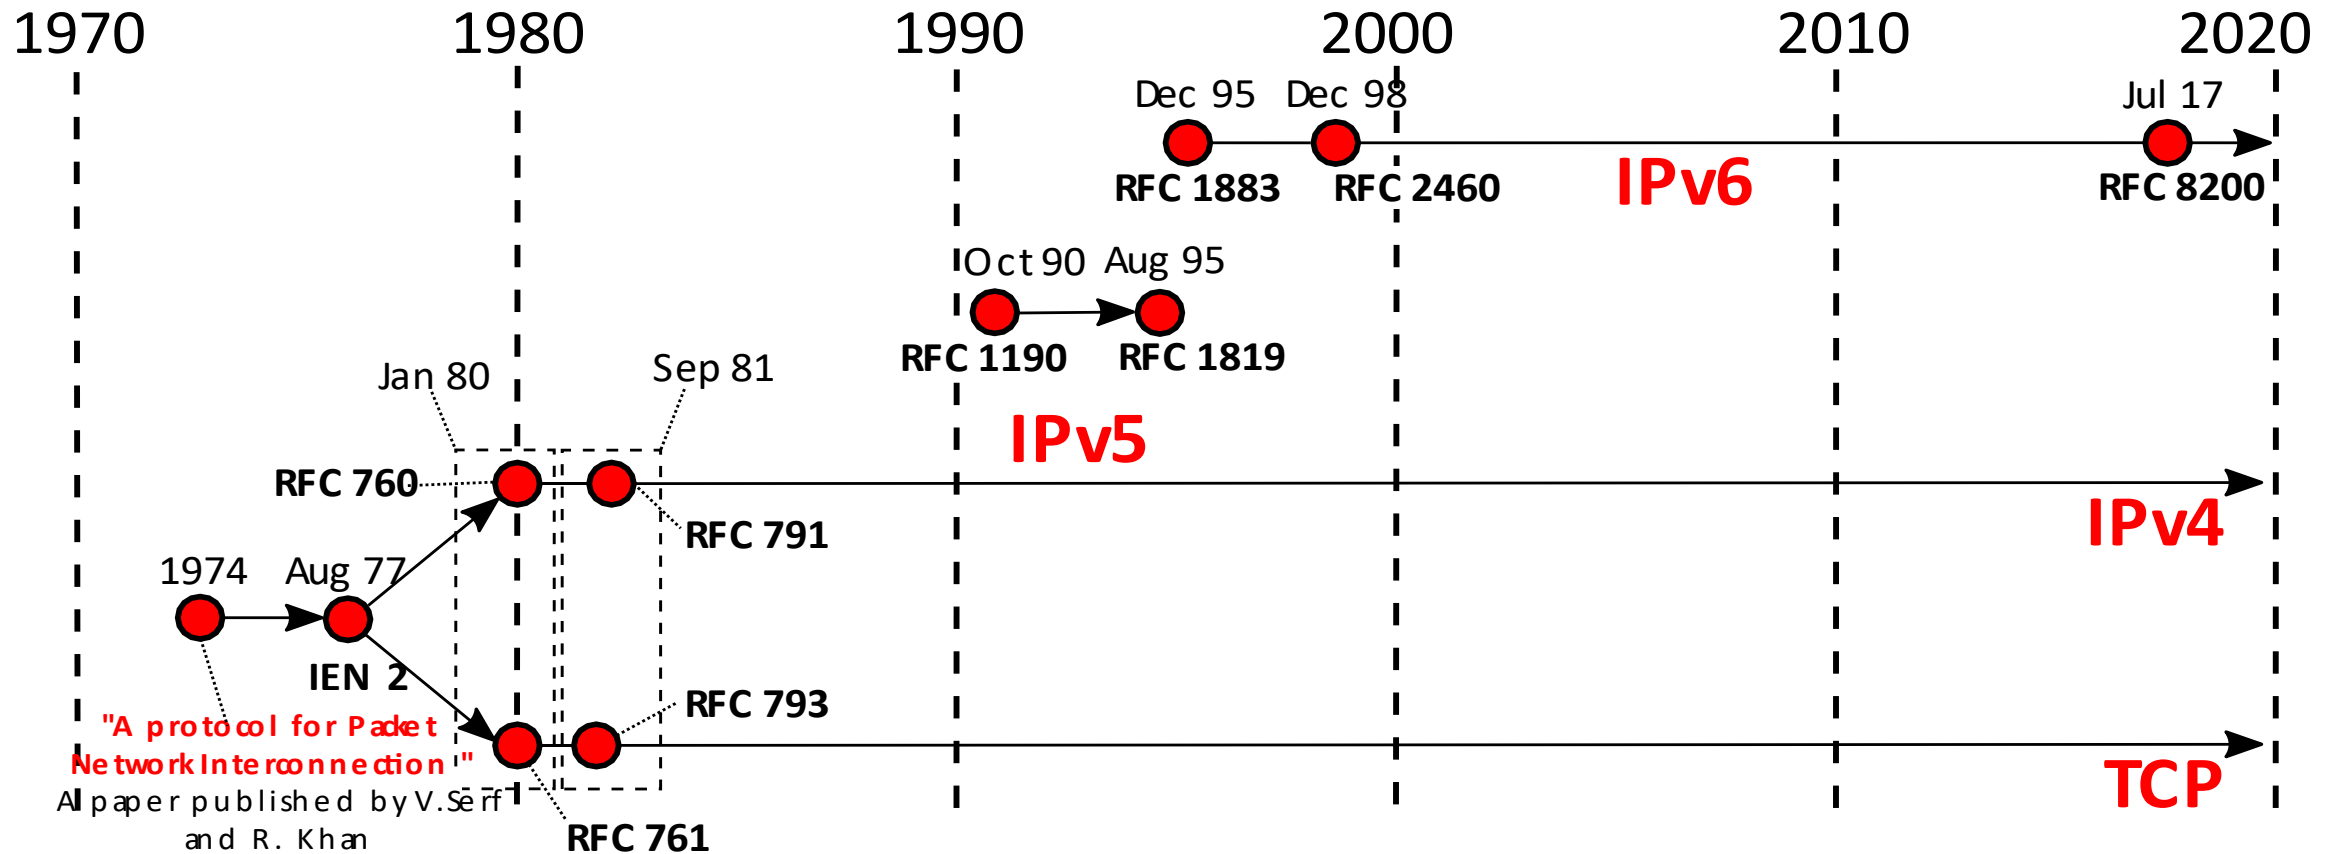 1970 1980 1990 2000 2010 2020
Dec 95 Dec 98 Jul 17
RFC 1883 RFC 2460 IPv6 RFC 8200
Oct 90 Aug 95
RFC 1190 RFC 1819
Jan 80 Sep 81
IPv5
RFC 760
RFC 791 IPv4
1974 Aug 77
IEN 2
RFC 793
"A protocol for Packet
Network Interconnection "
A paper published by V.Serf
and R. Khan
TCP
RFC 761